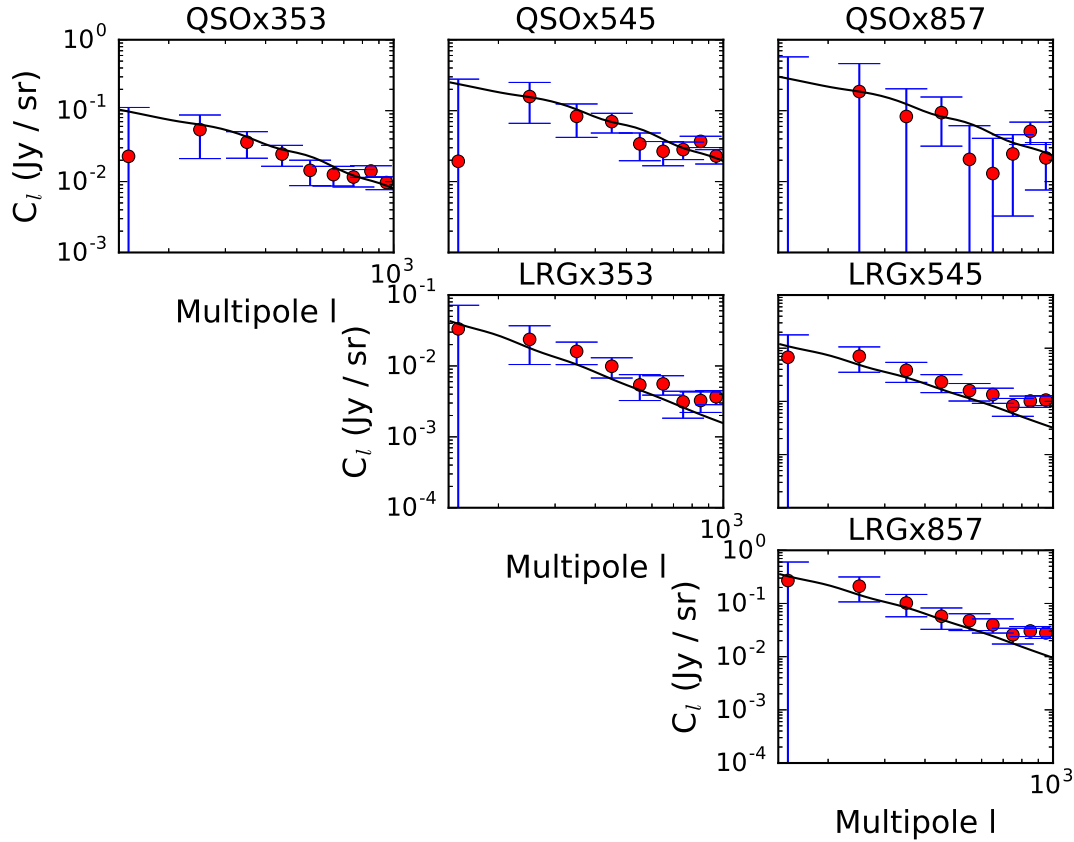 QSOx353
QSOx545
QSOx857
10^0
10^-1
10^-2
10^-3
C_l (Jy / sr)
10^3
Multipole l
LRGx353
LRGx545
10^-1
10^-2
10^-3
10^-4
C_l (Jy / sr)
10^3
Multipole l
LRGx857
10^0
10^-1
10^-2
10^-3
10^-4
C_l (Jy / sr)
10^3
Multipole l